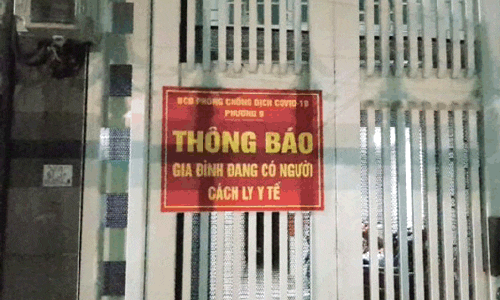 BCĐ PHÒNG CHỐNG DỊCH COVID-19
PHƯỜNG 9
THÔNG BÁO
GIA ĐÌNH ĐANG CÓ NGƯỜI
CÁCH LY Y TẾ